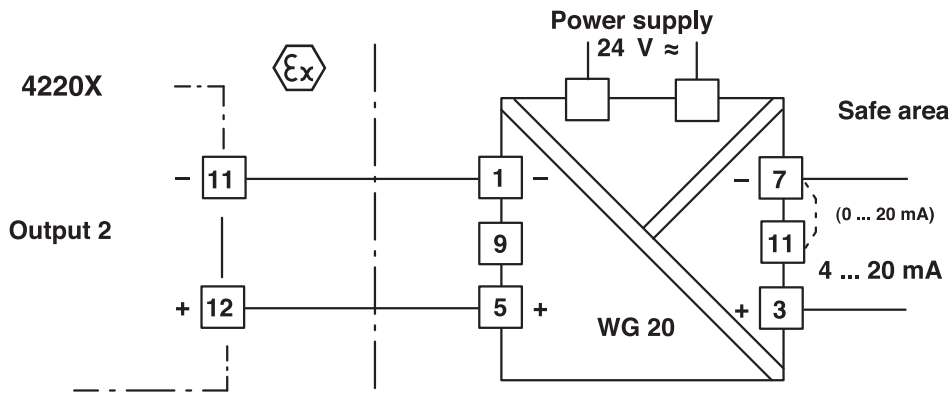 Power supply
24 V ≈
4220X
Ex
Safe area
– 11
1 –
– 7
(0 ... 20 mA)
Output 2
9
11
4 ... 20 mA
+ 12
5 +
+ 3
WG 20